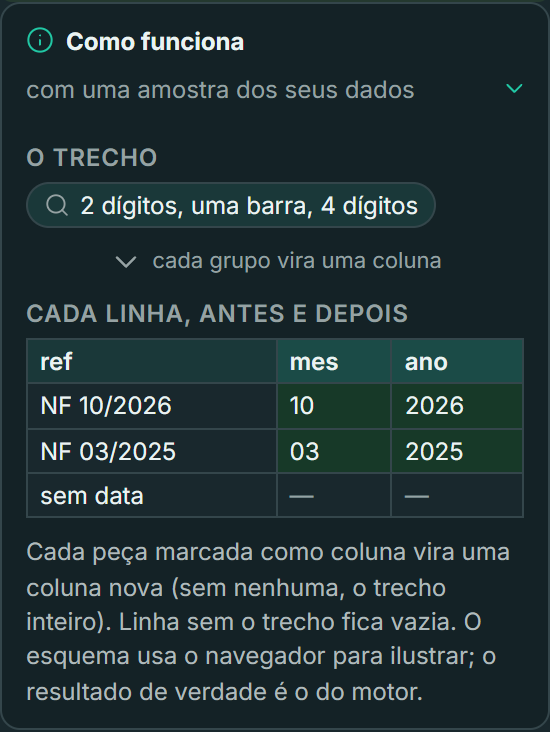 Como funciona
com uma amostra dos seus dados
O TRECHO
2 dígitos, uma barra, 4 dígitos
cada grupo vira uma coluna
CADA LINHA, ANTES E DEPOIS
ref mes ano
NF 10/2026 10 2026
NF 03/2025 03 2025
sem data — —
Cada peça marcada como coluna vira uma
coluna nova (sem nenhuma, o trecho
inteiro). Linha sem o trecho fica vazia. O
esquema usa o navegador para ilustrar; o
resultado de verdade é o do motor.